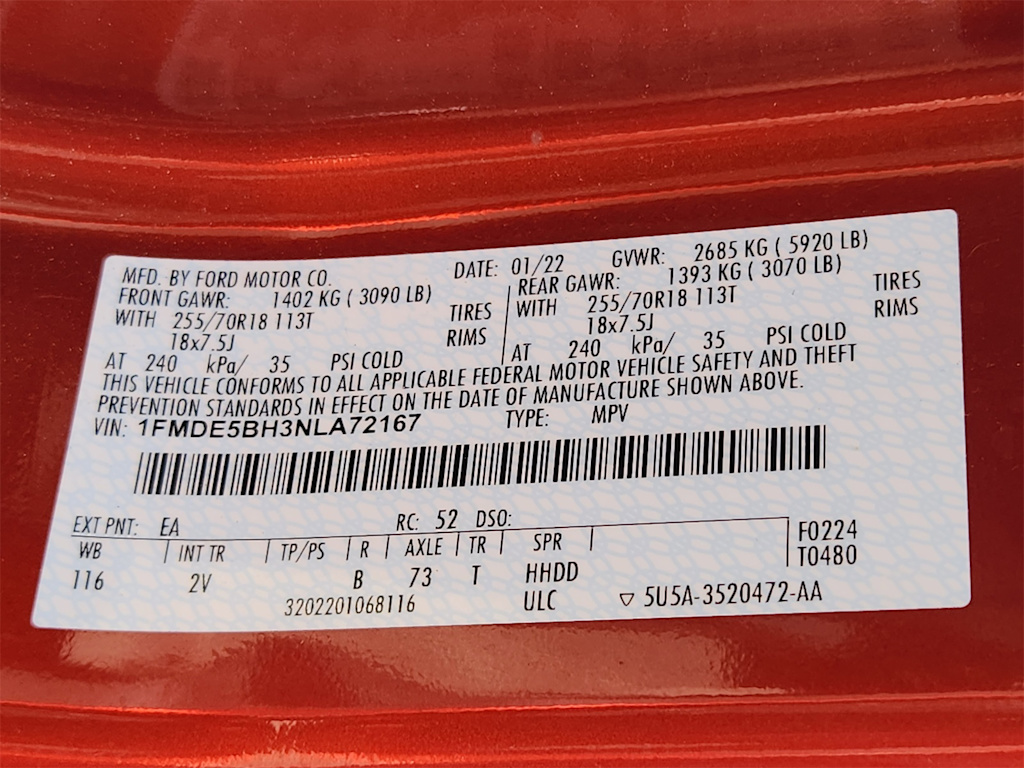 MFD. BY FORD MOTOR CO. DATE: 01/22 GVWR: 2685 KG ( 5920 LB)
FRONT GAWR: 1402 KG ( 3090 LB) REAR GAWR: 1393 KG ( 3070 LB)
WITH 255/70R18 113T TIRES WITH 255/70R18 113T TIRES
18x7.5J RIMS 18x7.5J RIMS
AT 240 kPa/ 35 PSI COLD AT 240 kPa/ 35 PSI COLD
THIS VEHICLE CONFORMS TO ALL APPLICABLE FEDERAL MOTOR VEHICLE SAFETY AND THEFT
PREVENTION STANDARDS IN EFFECT ON THE DATE OF MANUFACTURE SHOWN ABOVE.
VIN: 1FMDE5BH3NLA72167 TYPE: MPV
EXT PNT: EA RC: 52 DSO:
WB INT TR TP/PS R AXLE TR SPR F0224
116 2V B 73 T HHDD T0480
3202201068116 ULC ▽ 5U5A-3520472-AA